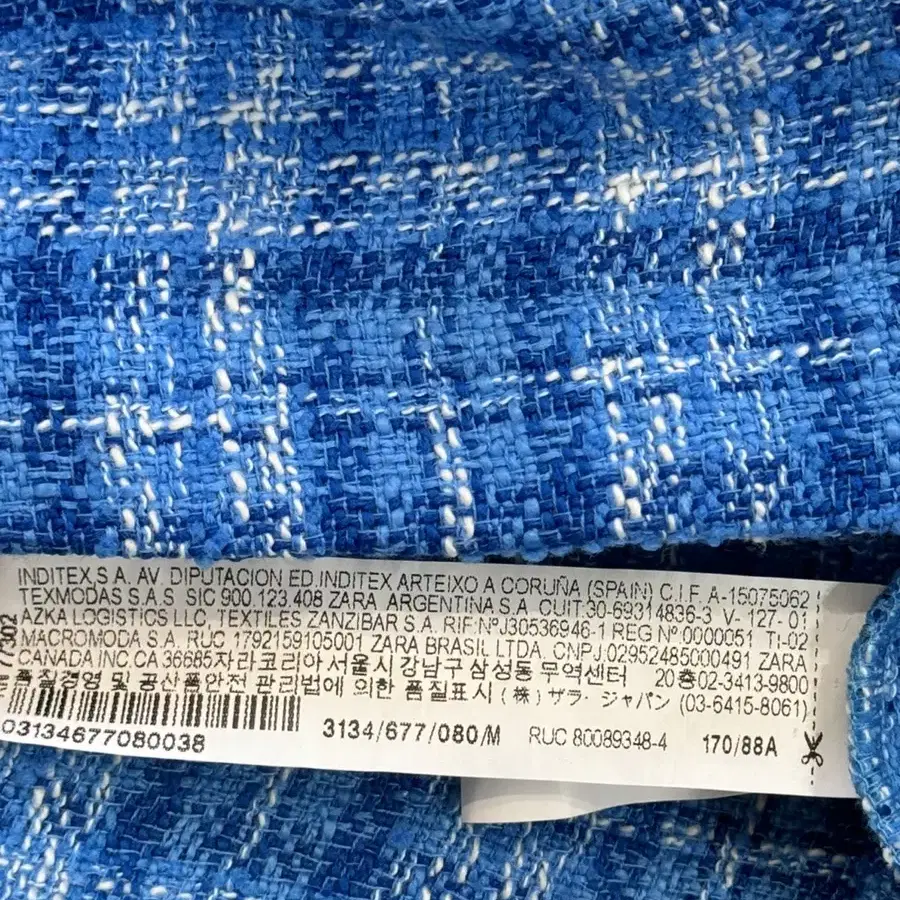 INDITEX,S.A. AV. DIPUTACION ED.INDITEX ARTEIXO A CORUÑA (SPAIN) C.I.F. A-15075062
TEXMODAS S.A.S SIC 900.123.408 ZARA ARGENTINA S.A. CUIT:30-69314836-3 V-127-01
AZKA LOGISTICS LLC, TEXTILES ZANZIBAR S.A. RIF:NºJ30536946-1 REG Nº 0000051 TI-02
MACROMODA S.A. RUC 1792159105001 ZARA BRASIL LTDA. CNPJ 02952485000491 ZARA
CANADA INC.CA 36685자라코리아서울시 강남구 삼성동 무역센터 20층02-3413-9800
품질경영 및 공산품안전 관리법에 의한 품질표시 (株) ザラ・ジャパン (03-6415-8061)
03134677080038
3134/677/080/M RUC 80089348-4 170/88A